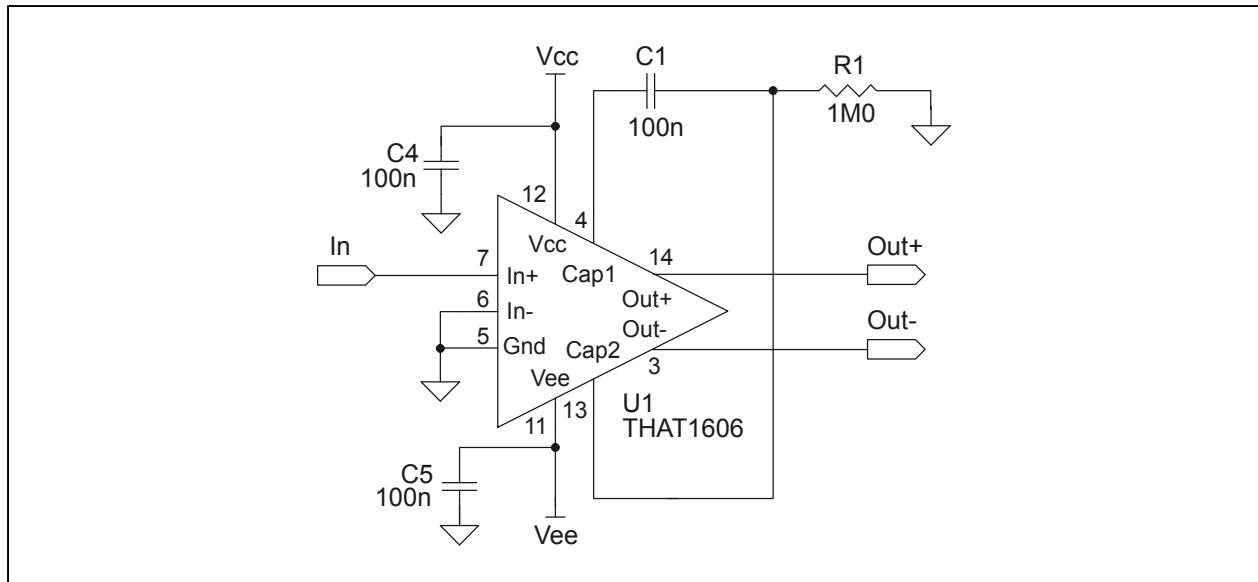 Vcc
C1
R1
100n
1M0
C4
100n
12
4
In
7
Vcc
14
Out+
In+
Cap1
6
In-
Out+
5
Out-
Out-
Gnd
Cap2
3
Vee
13
U1
11
THAT1606
C5
100n
Vee